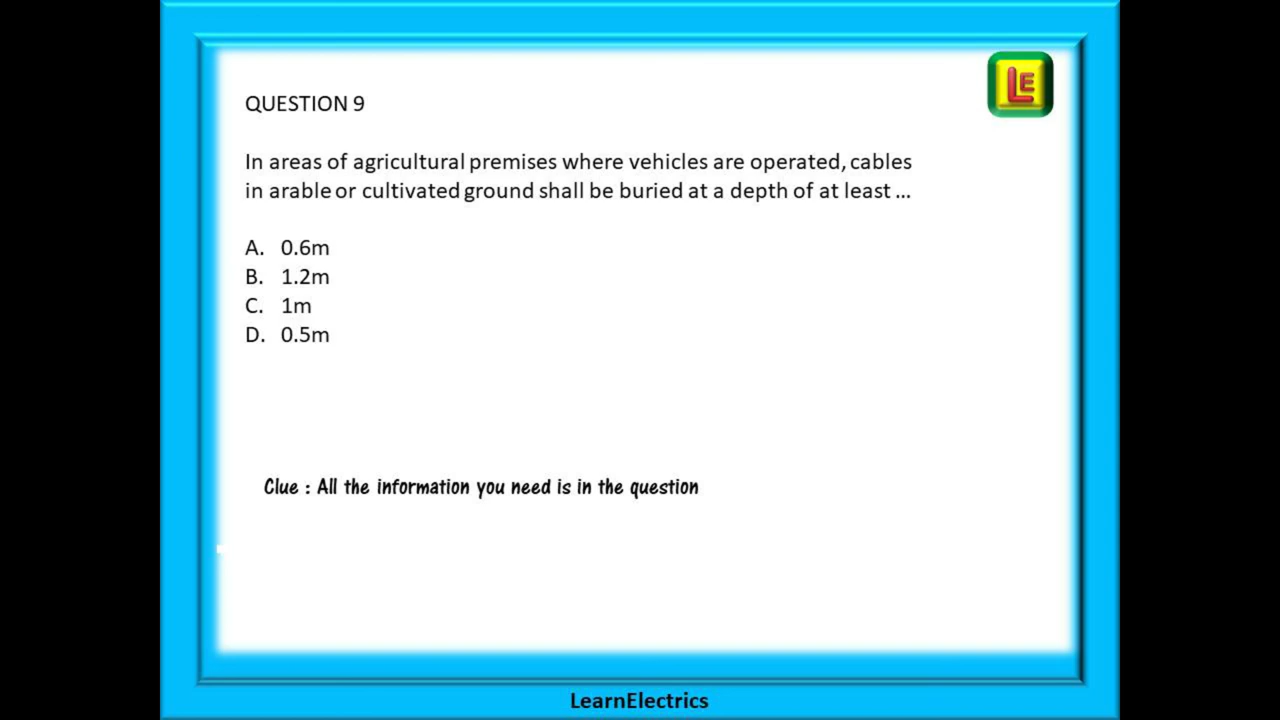 LE
QUESTION 9
In areas of agricultural premises where vehicles are operated, cables
in arable or cultivated ground shall be buried at a depth of at least ...
A. 0.6m
B. 1.2m
C. 1m
D. 0.5m
Clue : All the information you need is in the question
LearnElectrics